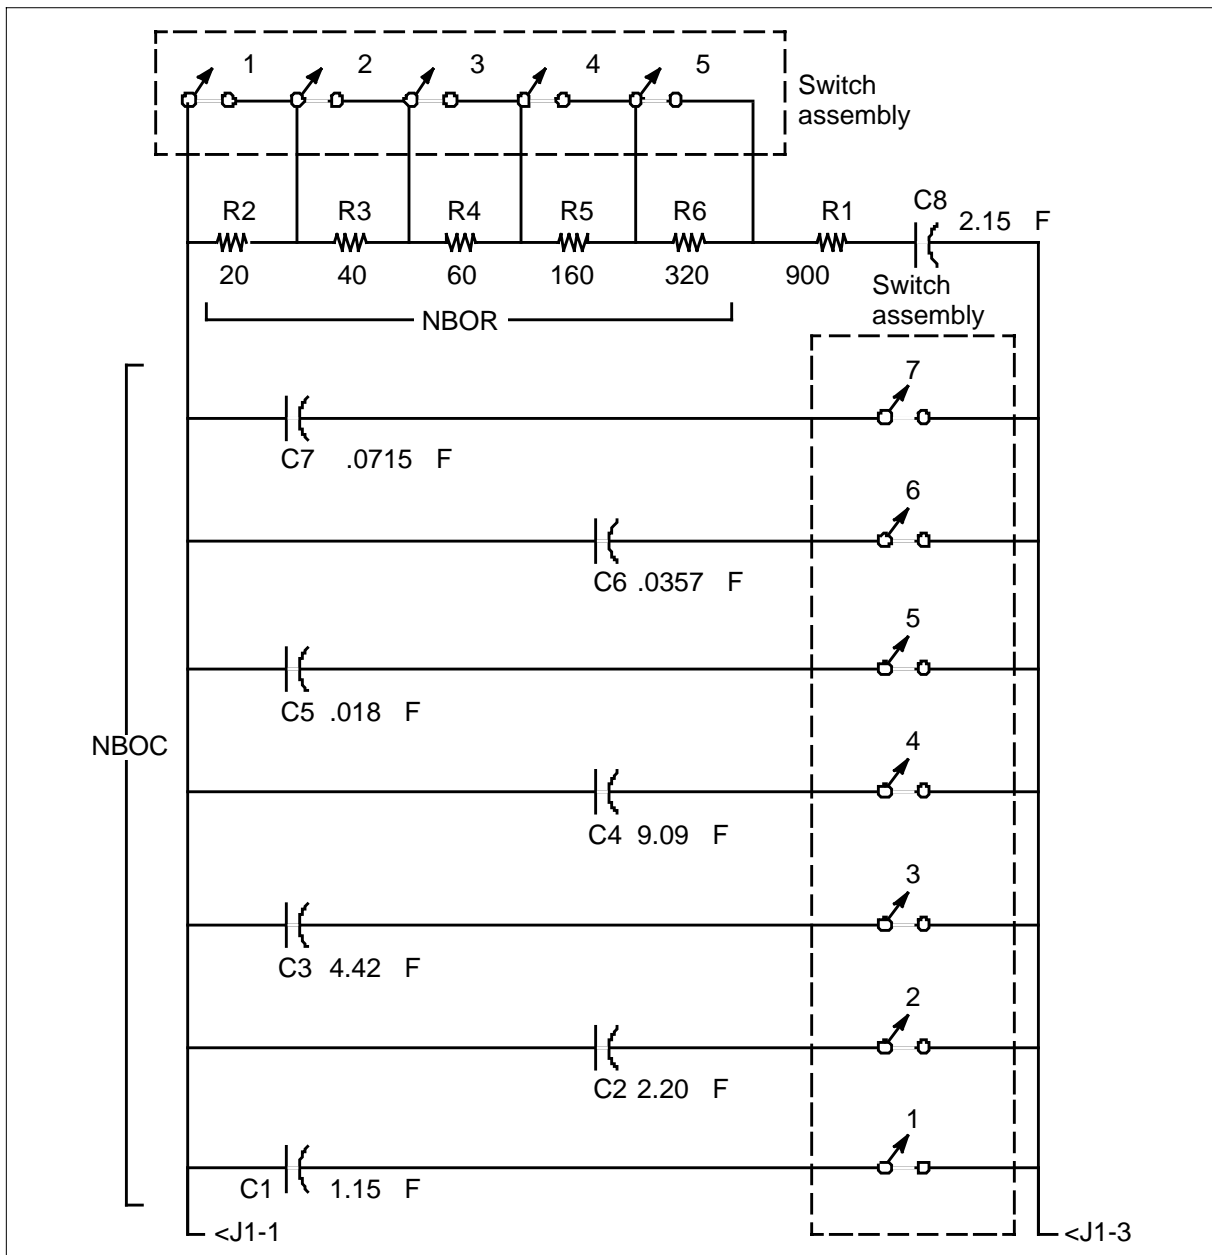 1 2 3 4 5
Switch
assembly
R2 R3 R4 R5 R6 R1 C8
2.15 F
20 40 60 160 320 900
Switch
assembly
NBOR
7
C7 .0715 F
6
C6 .0357 F
5
C5 .018 F
NBOC
4
C4 9.09 F
3
C3 4.42 F
2
C2 2.20 F
1
C1 1.15 F
<J1-1 <J1-3